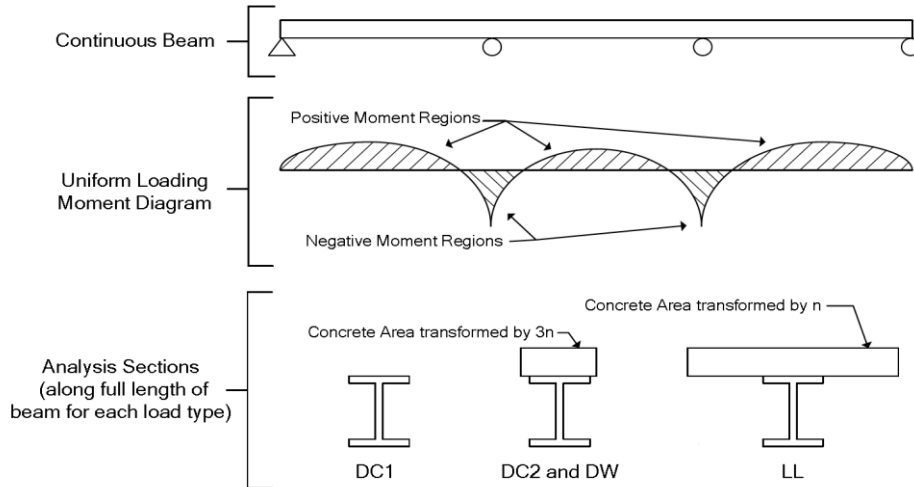 Continuous Beam
Positive Moment Regions
Uniform Loading
Moment Diagram
Negative Moment Regions
Concrete Area transformed by n
Concrete Area transformed by 3n
Analysis Sections
(along full length of
beam for each load type)
DC1
DC2 and DW
LL